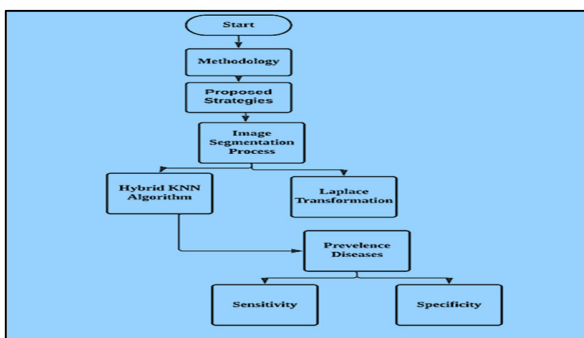 Start
Methodology
Proposed
Strategies
Image
Segmentation
Process
Hybrid KNN
Algorithm
Laplace
Transformation
Prevelence
Diseases
Sensitivity
Specificity